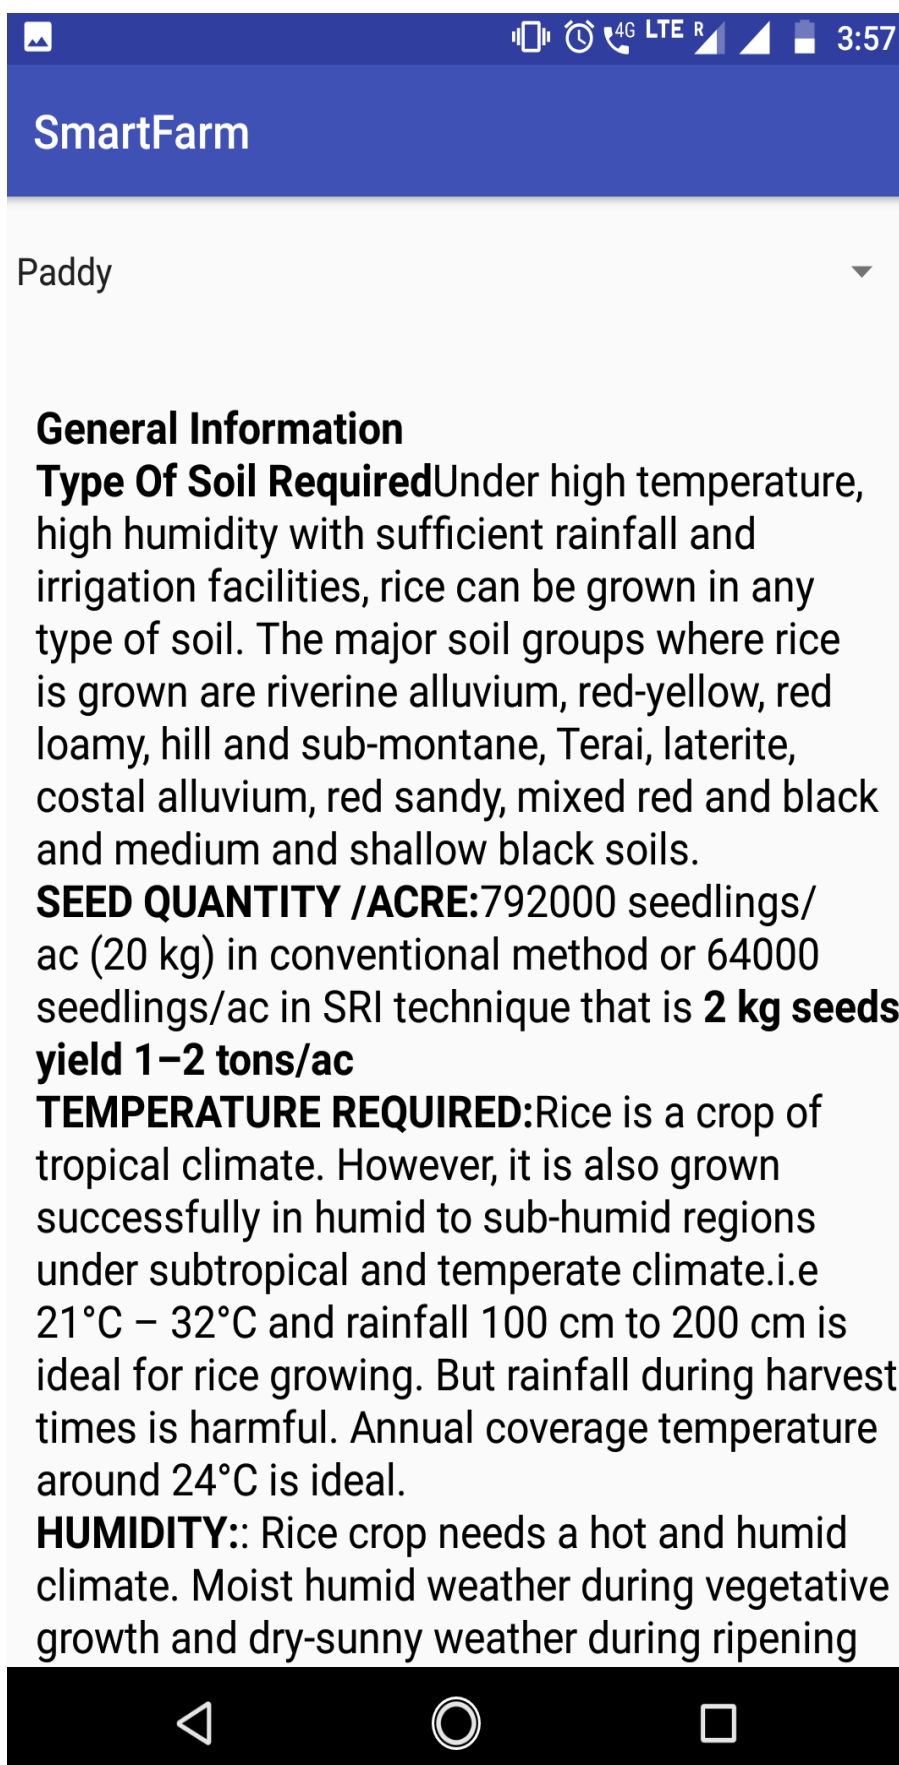 4G LTE R 3:57
SmartFarm
Paddy
General Information
Type Of Soil RequiredUnder high temperature,
high humidity with sufficient rainfall and
irrigation facilities, rice can be grown in any
type of soil. The major soil groups where rice
is grown are riverine alluvium, red-yellow, red
loamy, hill and sub-montane, Terai, laterite,
costal alluvium, red sandy, mixed red and black
and medium and shallow black soils.
SEED QUANTITY /ACRE:792000 seedlings/
ac (20 kg) in conventional method or 64000
seedlings/ac in SRI technique that is 2 kg seeds
yield 1–2 tons/ac
TEMPERATURE REQUIRED:Rice is a crop of
tropical climate. However, it is also grown
successfully in humid to sub-humid regions
under subtropical and temperate climate.i.e
21°C – 32°C and rainfall 100 cm to 200 cm is
ideal for rice growing. But rainfall during harvest
times is harmful. Annual coverage temperature
around 24°C is ideal.
HUMIDITY:: Rice crop needs a hot and humid
climate. Moist humid weather during vegetative
growth and dry-sunny weather during ripening